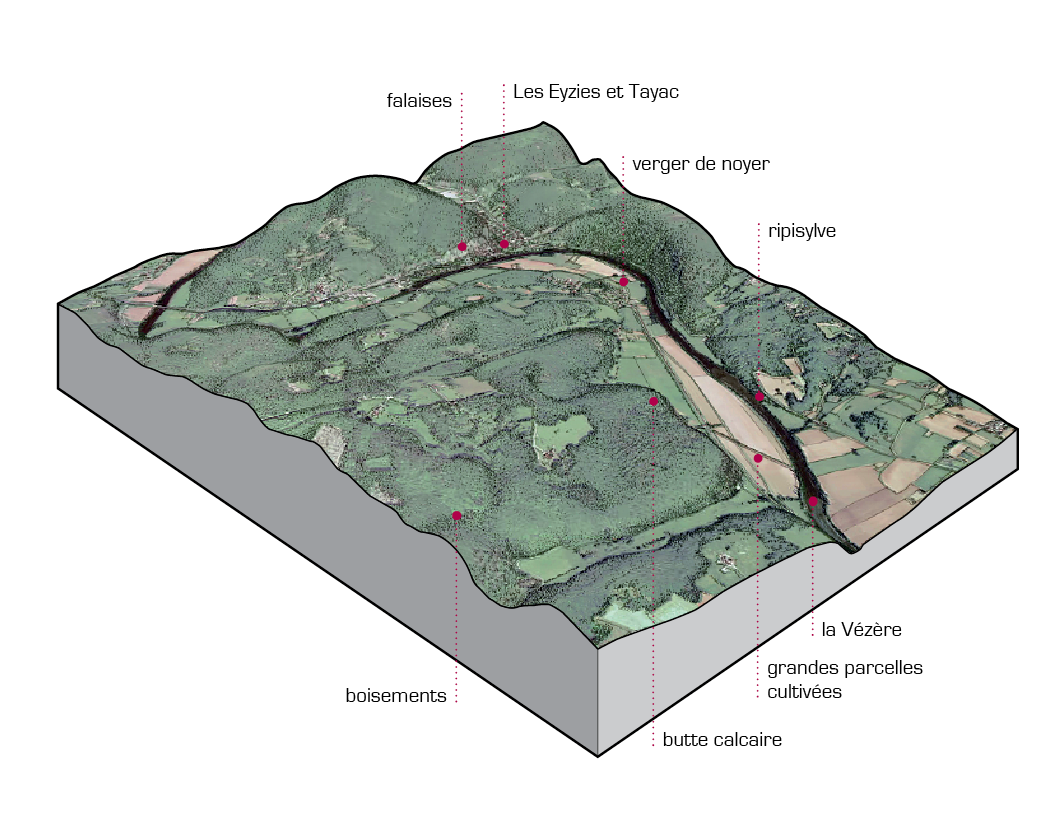 Les Eyzies et Tayac
falaises
verger de noyer
ripisylve
la Vézère
grandes parcelles
cultivées
boisements
butte calcaire